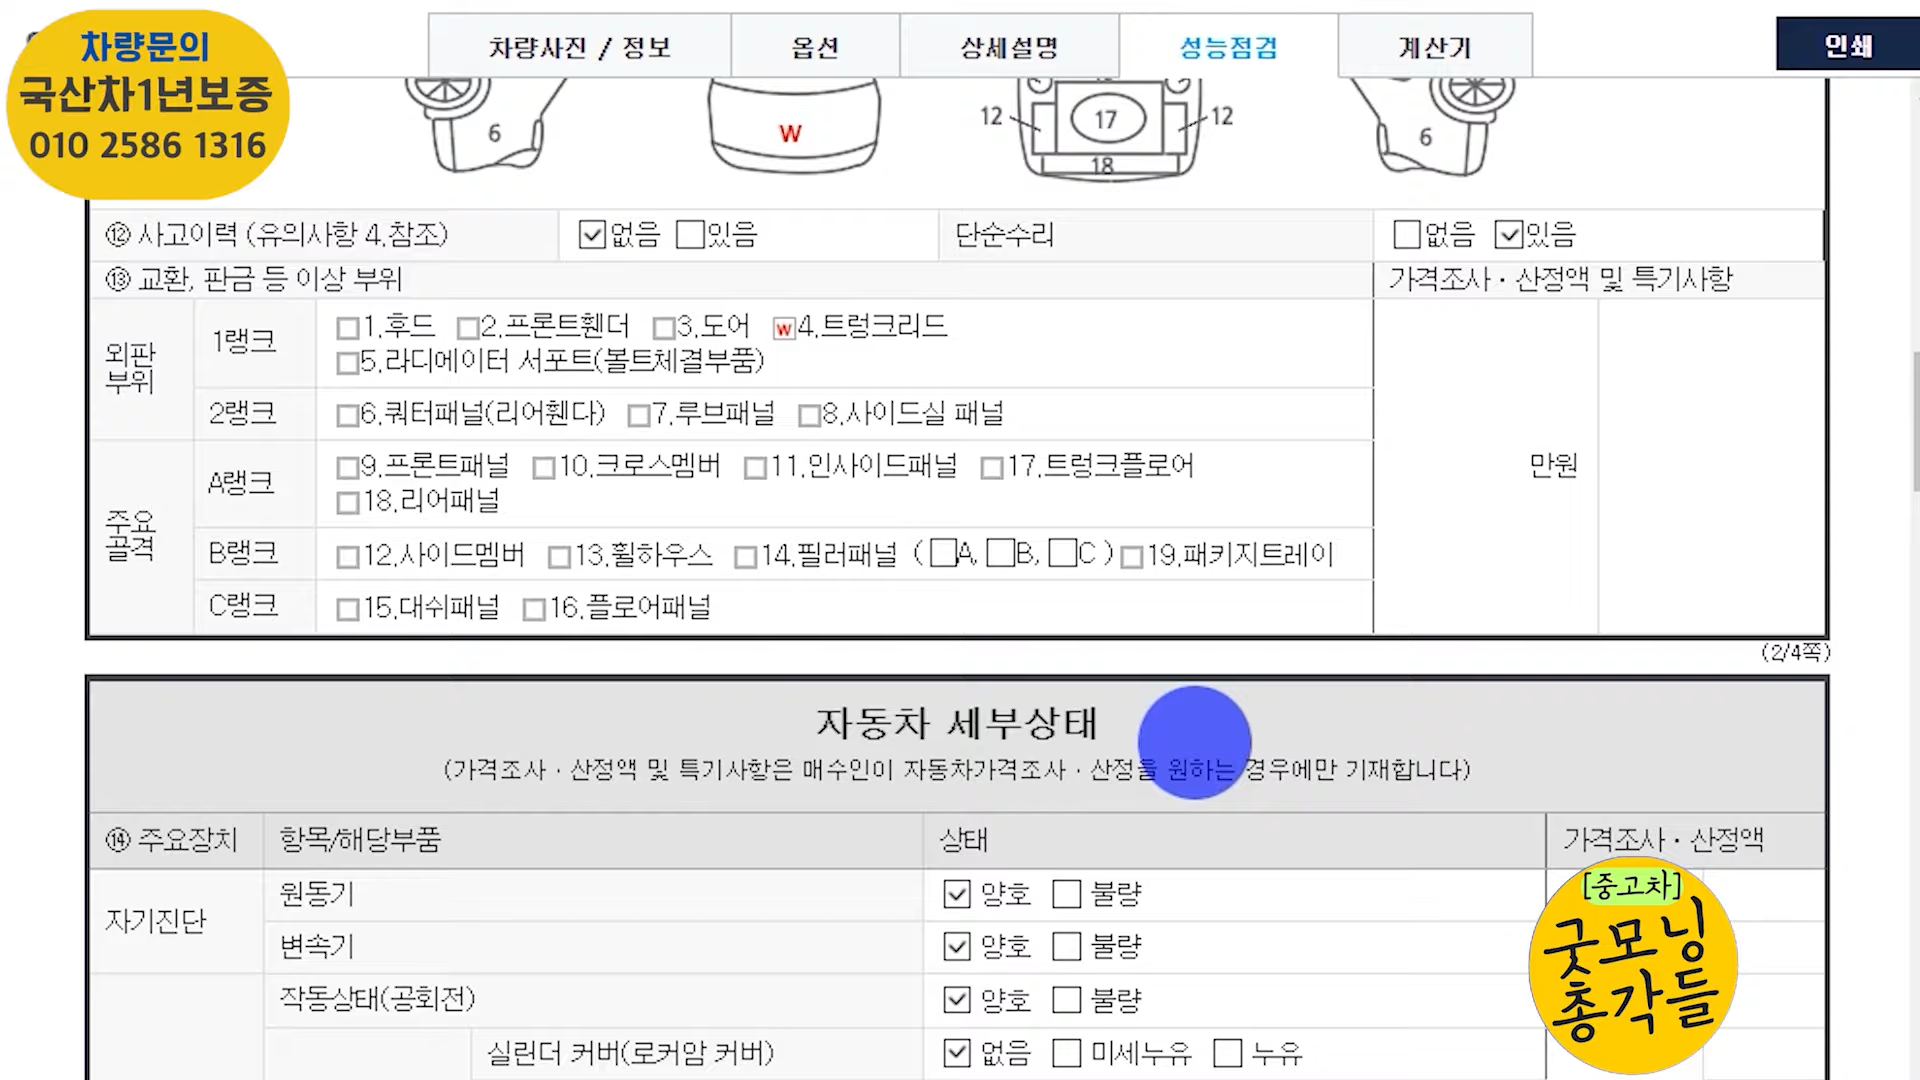 차량문의
국산차1년보증
010 2586 1316
차량사진 / 정보 옵션 상세설명 성능점검 계산기 인쇄
6 W 12 17 12 18 6
⑫ 사고이력 (유의사항 4.참조) 없음 있음 단순수리 없음 있음
⑬ 교환, 판금 등 이상 부위 가격조사·산정액 및 특기사항
외판부위 1랭크 1.후드 2.프론트휀더 3.도어 W 4.트렁크리드
5.라디에이터 서포트(볼트체결부품)
2랭크 6.쿼터패널(리어휀다) 7.루브패널 8.사이드실 패널
주요골격 A랭크 9.프론트패널 10.크로스멤버 11.인사이드패널 17.트렁크플로어
18.리어패널
만원
B랭크 12.사이드멤버 13.휠하우스 14.필러패널 ( A, B, C ) 19.패키지트레이
C랭크 15.대쉬패널 16.플로어패널
(2/4쪽)
자동차 세부상태
(가격조사·산정액 및 특기사항은 매수인이 자동차가격조사·산정을 원하는 경우에만 기재합니다)
⑭ 주요장치 항목/해당부품 상태 가격조사·산정액
자기진단 원동기 양호 불량
변속기 양호 불량
작동상태(공회전) 양호 불량
실린더 커버(로커암 커버) 없음 미세누유 누유
[중고차]
굿모닝
총각들